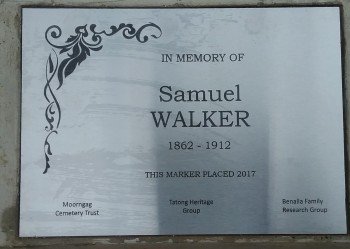 IN MEMORY OF
Samuel
WALKER
1862 - 1912
THIS MARKER PLACED 2017
Moorngag
Cemetery Trust
Tatong Heritage
Group
Benalla Family
Research Group